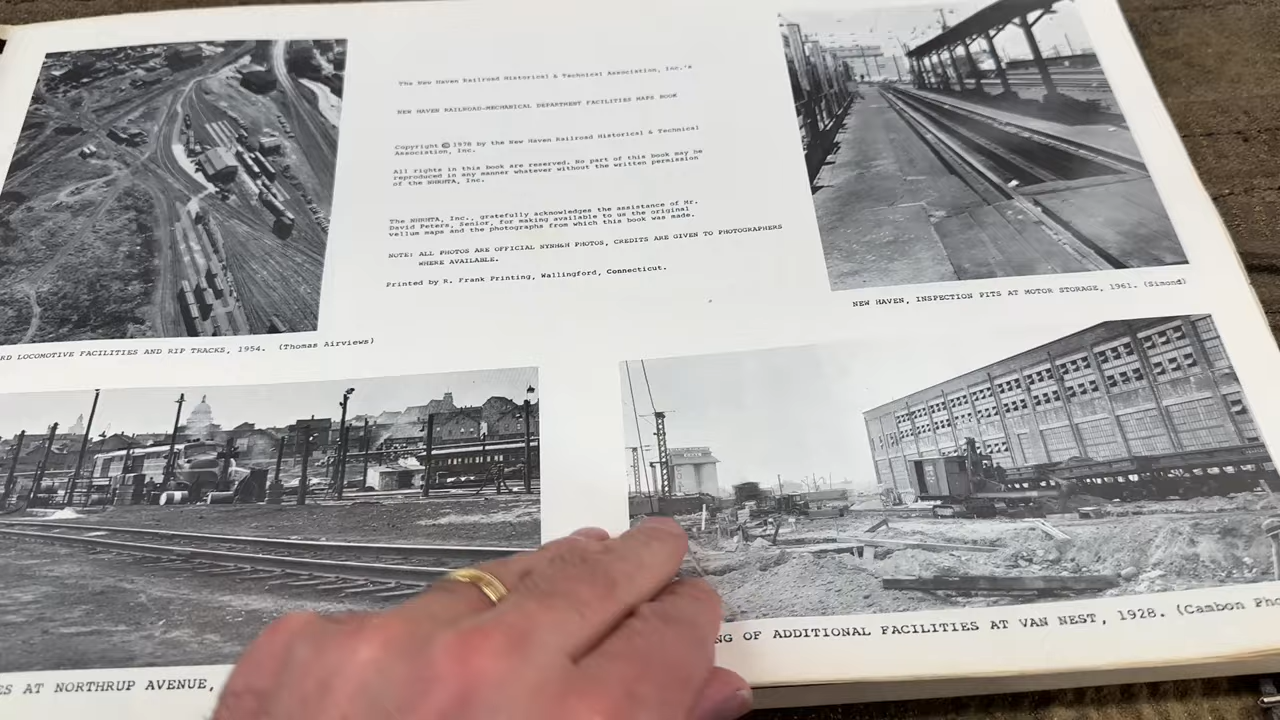 The New Haven Railroad Historical & Technical Association, Inc.'s
NEW HAVEN RAILROAD-MECHANICAL DEPARTMENT FACILITIES MAPS BOOK
Copyright © 1978 by the New Haven Railroad Historical & Technical
Association, Inc.
All rights in this book are reserved. No part of this book may be
reproduced in any manner whatever without the written permission
of the NHRHTA, Inc.
The NHRHTA, Inc., gratefully acknowledges the assistance of Mr.
David Peters, Senior, for making available to us the original
vellum maps and the photographs from which this book was made.
NOTE: ALL PHOTOS ARE OFFICIAL NYNH&H PHOTOS, CREDITS ARE GIVEN TO PHOTOGRAPHERS
WHERE AVAILABLE.
Printed by R. Frank Printing, Wallingford, Connecticut.
NEW HAVEN, INSPECTION PITS AT MOTOR STORAGE, 1961. (Simond)
RD LOCOMOTIVE FACILITIES AND RIP TRACKS, 1954. (Thomas Airviews)
ES AT NORTHRUP AVENUE,
NG OF ADDITIONAL FACILITIES AT VAN NEST, 1928. (Cambon Pho